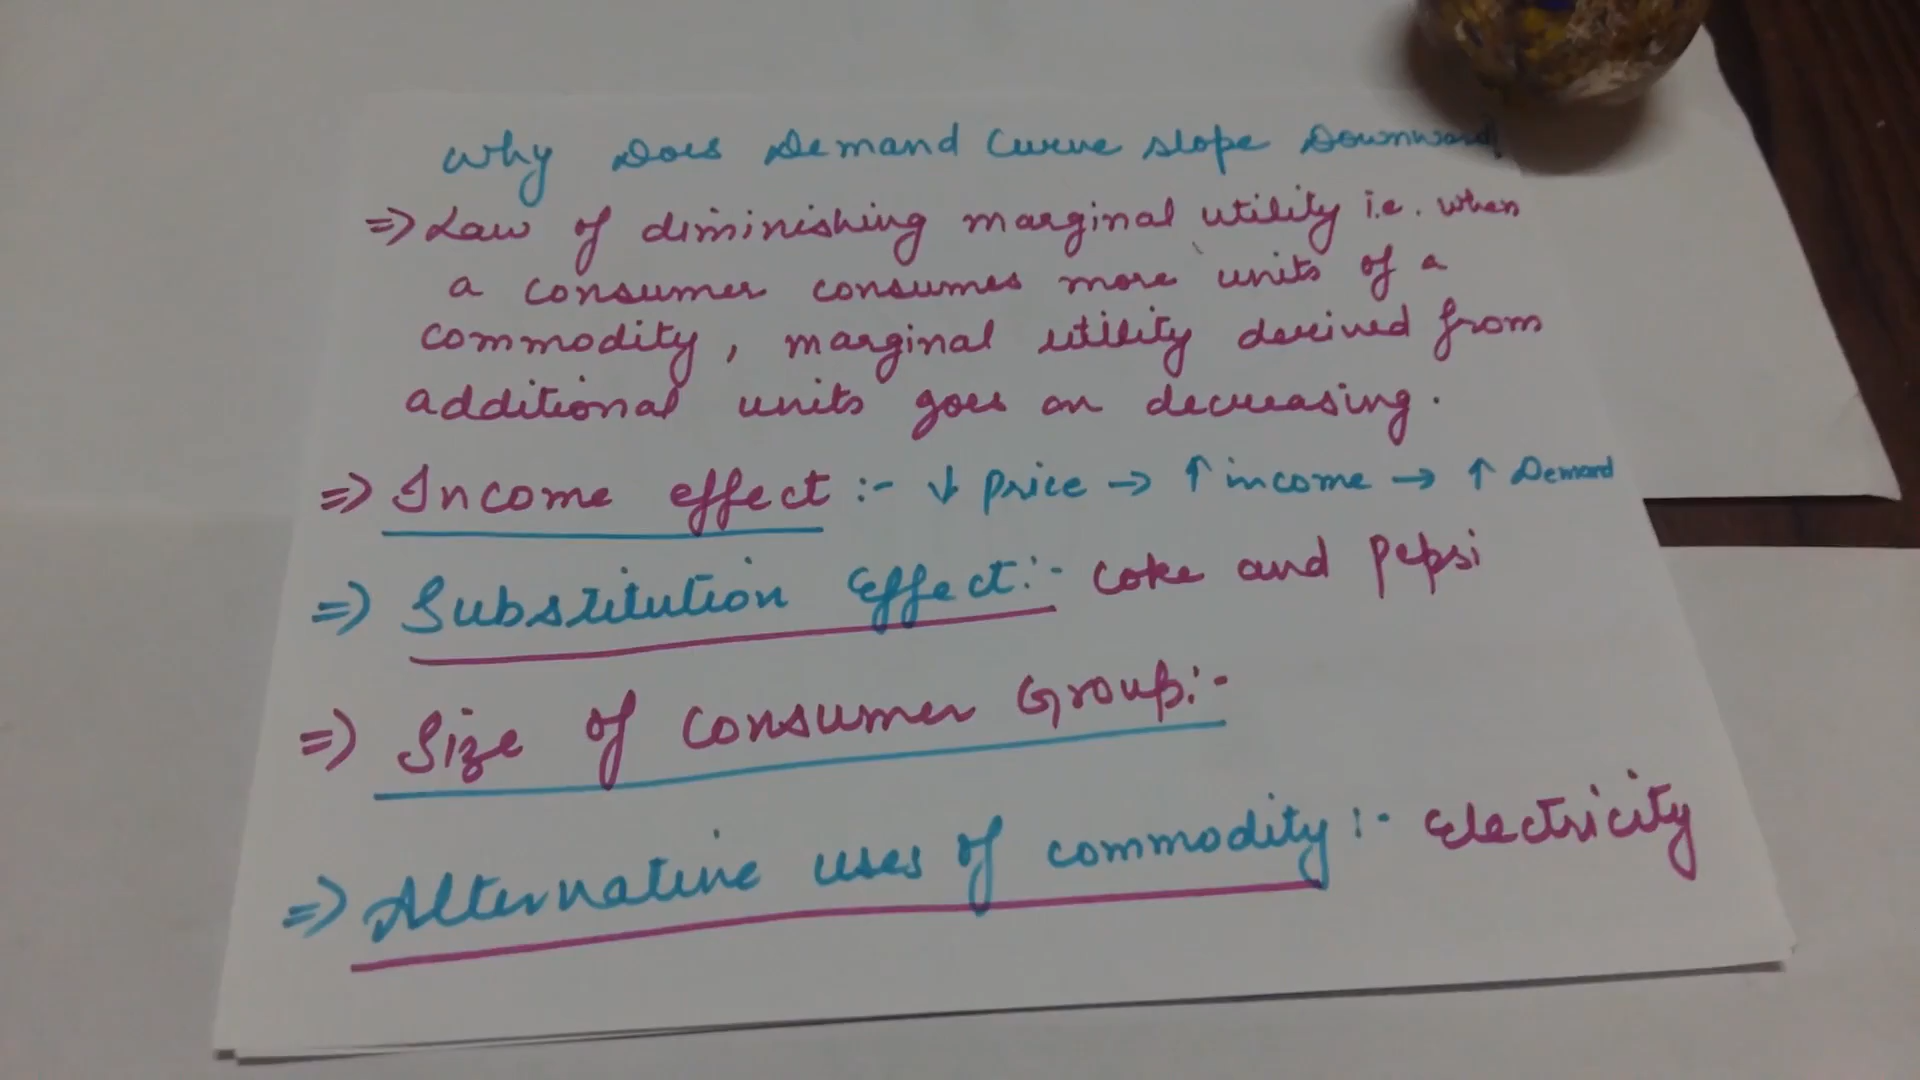 Why Does Demand Curve slope Downward
=> Law of diminishing marginal utility i.e. when
a consumer consumes more units of a
commodity, marginal utility derived from
additional units goes on decreasing.
=> Income effect :- ↓ price → ↑ income → ↑ Demand
=> Substitution Effect:- Coke and Pepsi
=> Size of Consumer Group:-
=> Alternative uses of commodity :- Electricity